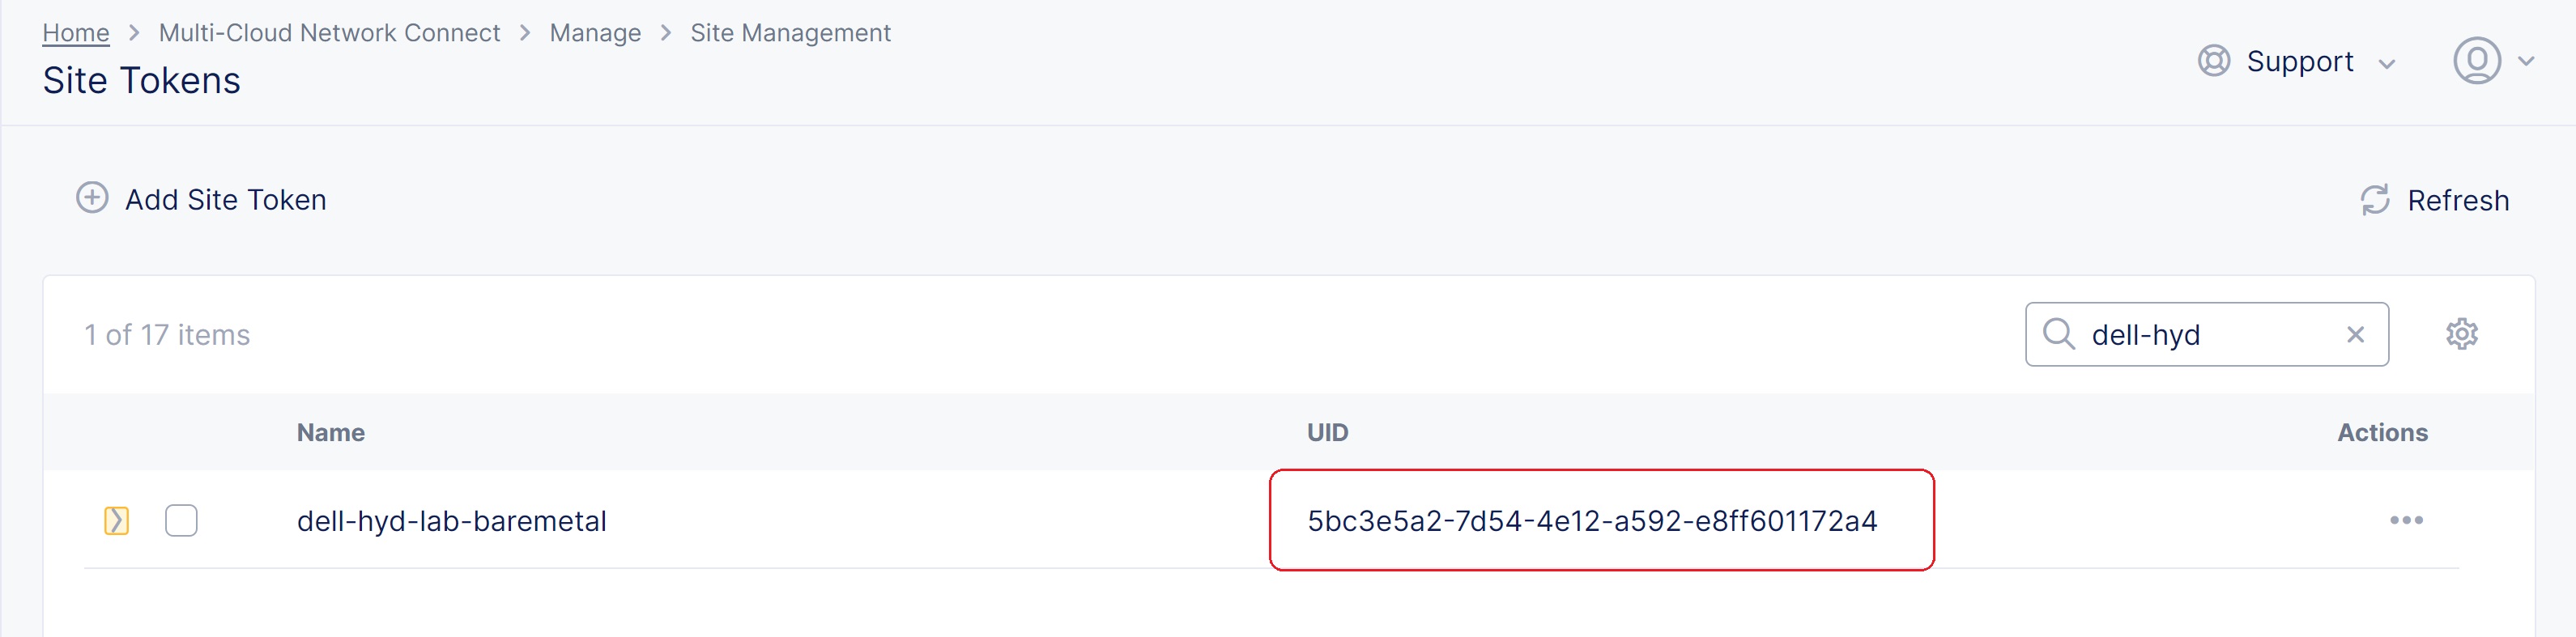 Home > Multi-Cloud Network Connect > Manage > Site Management
Site Tokens
Support
Add Site Token
Refresh
1 of 17 items
dell-hyd
Name UID Actions
dell-hyd-lab-baremetal 5bc3e5a2-7d54-4e12-a592-e8ff601172a4